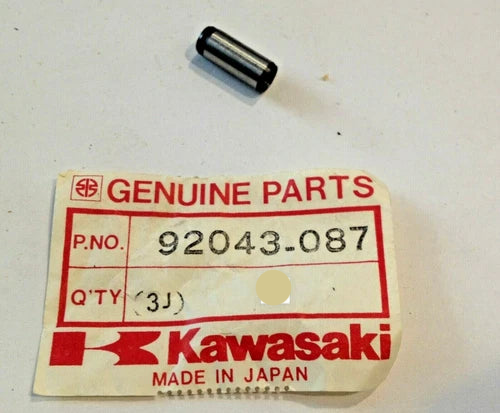 GENUINE PARTS
P.NO. 92043-087
Q'TY (3J)
Kawasaki
MADE IN JAPAN